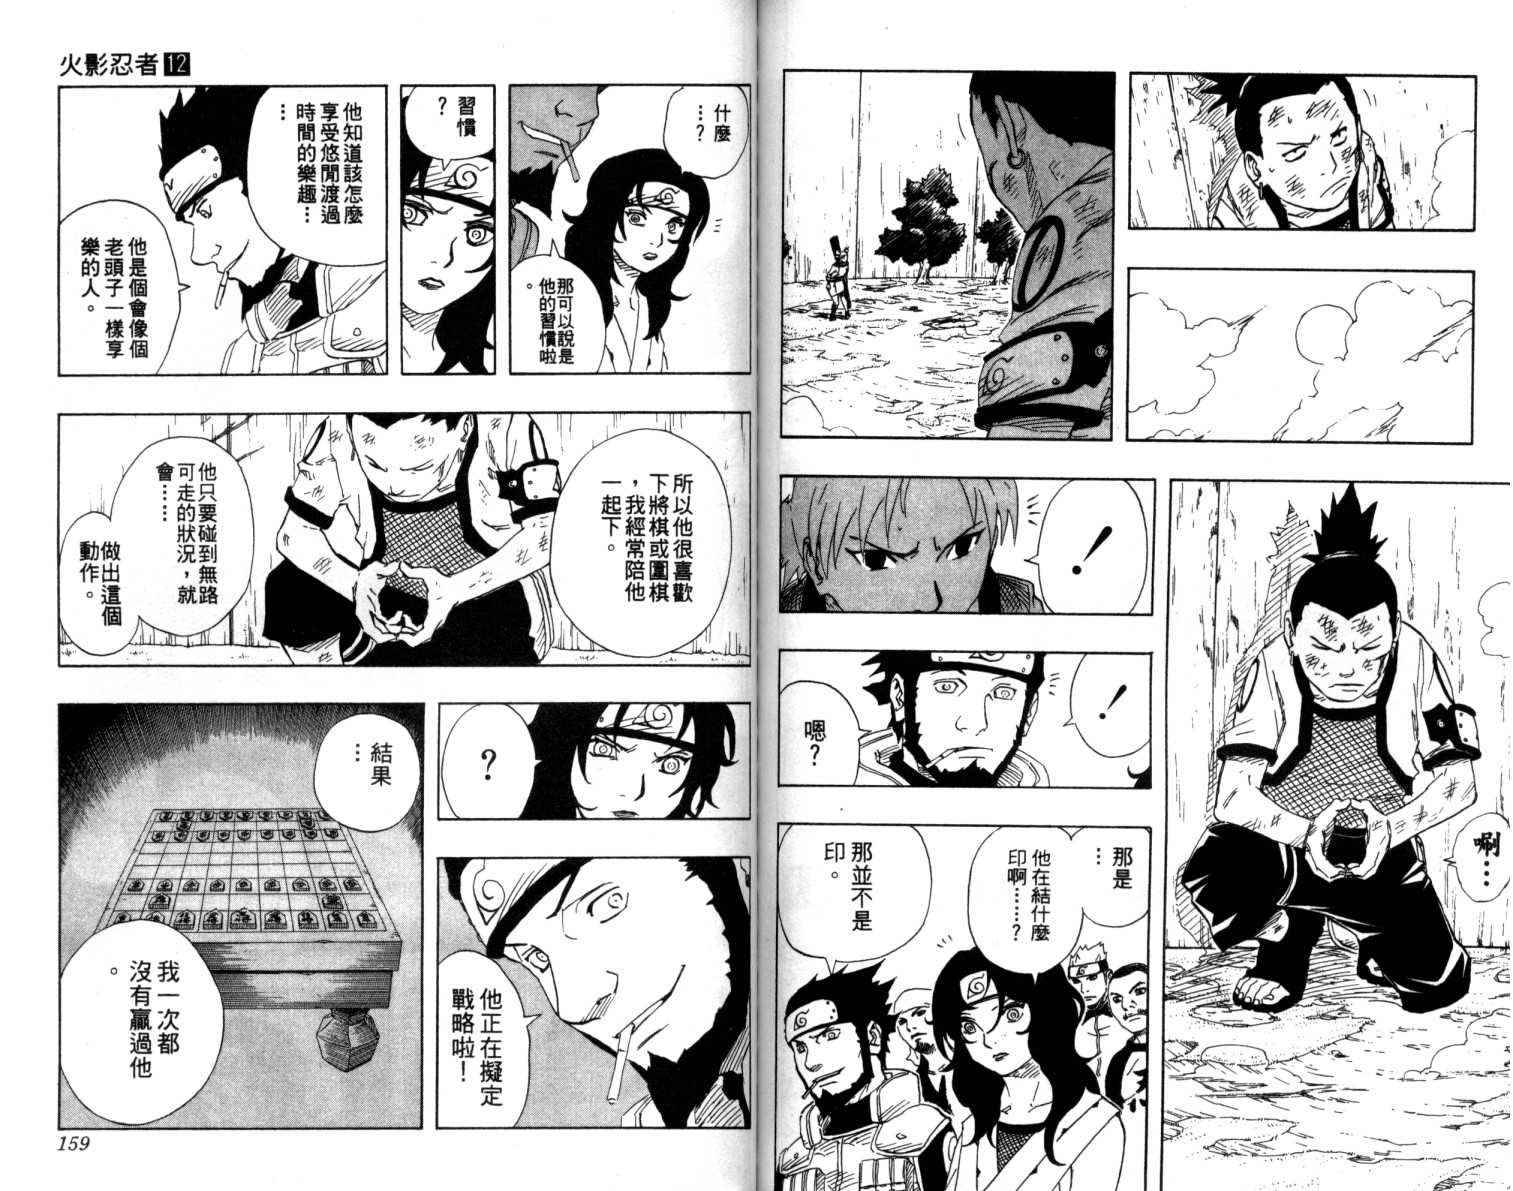 唰…
！
！
嗯？
那是
…
他在結什麼
印啊………？
那並不是
印。
火影忍者12
什麼
…？
那可以說是
他的習慣啦
。
習慣
？
他知道該怎麼
享受悠閒渡過
時間的樂趣…
…
他是個會像個
老頭子一樣享
樂的人。
所以他很喜歡
下將棋或圍棋
，我經常陪他
一起下。
他只要碰到無路
可走的狀況，就
會……
做出這個
動作。
？
他正在擬定
戰略啦！
結果
…
我一次都
沒有贏過他
。
159